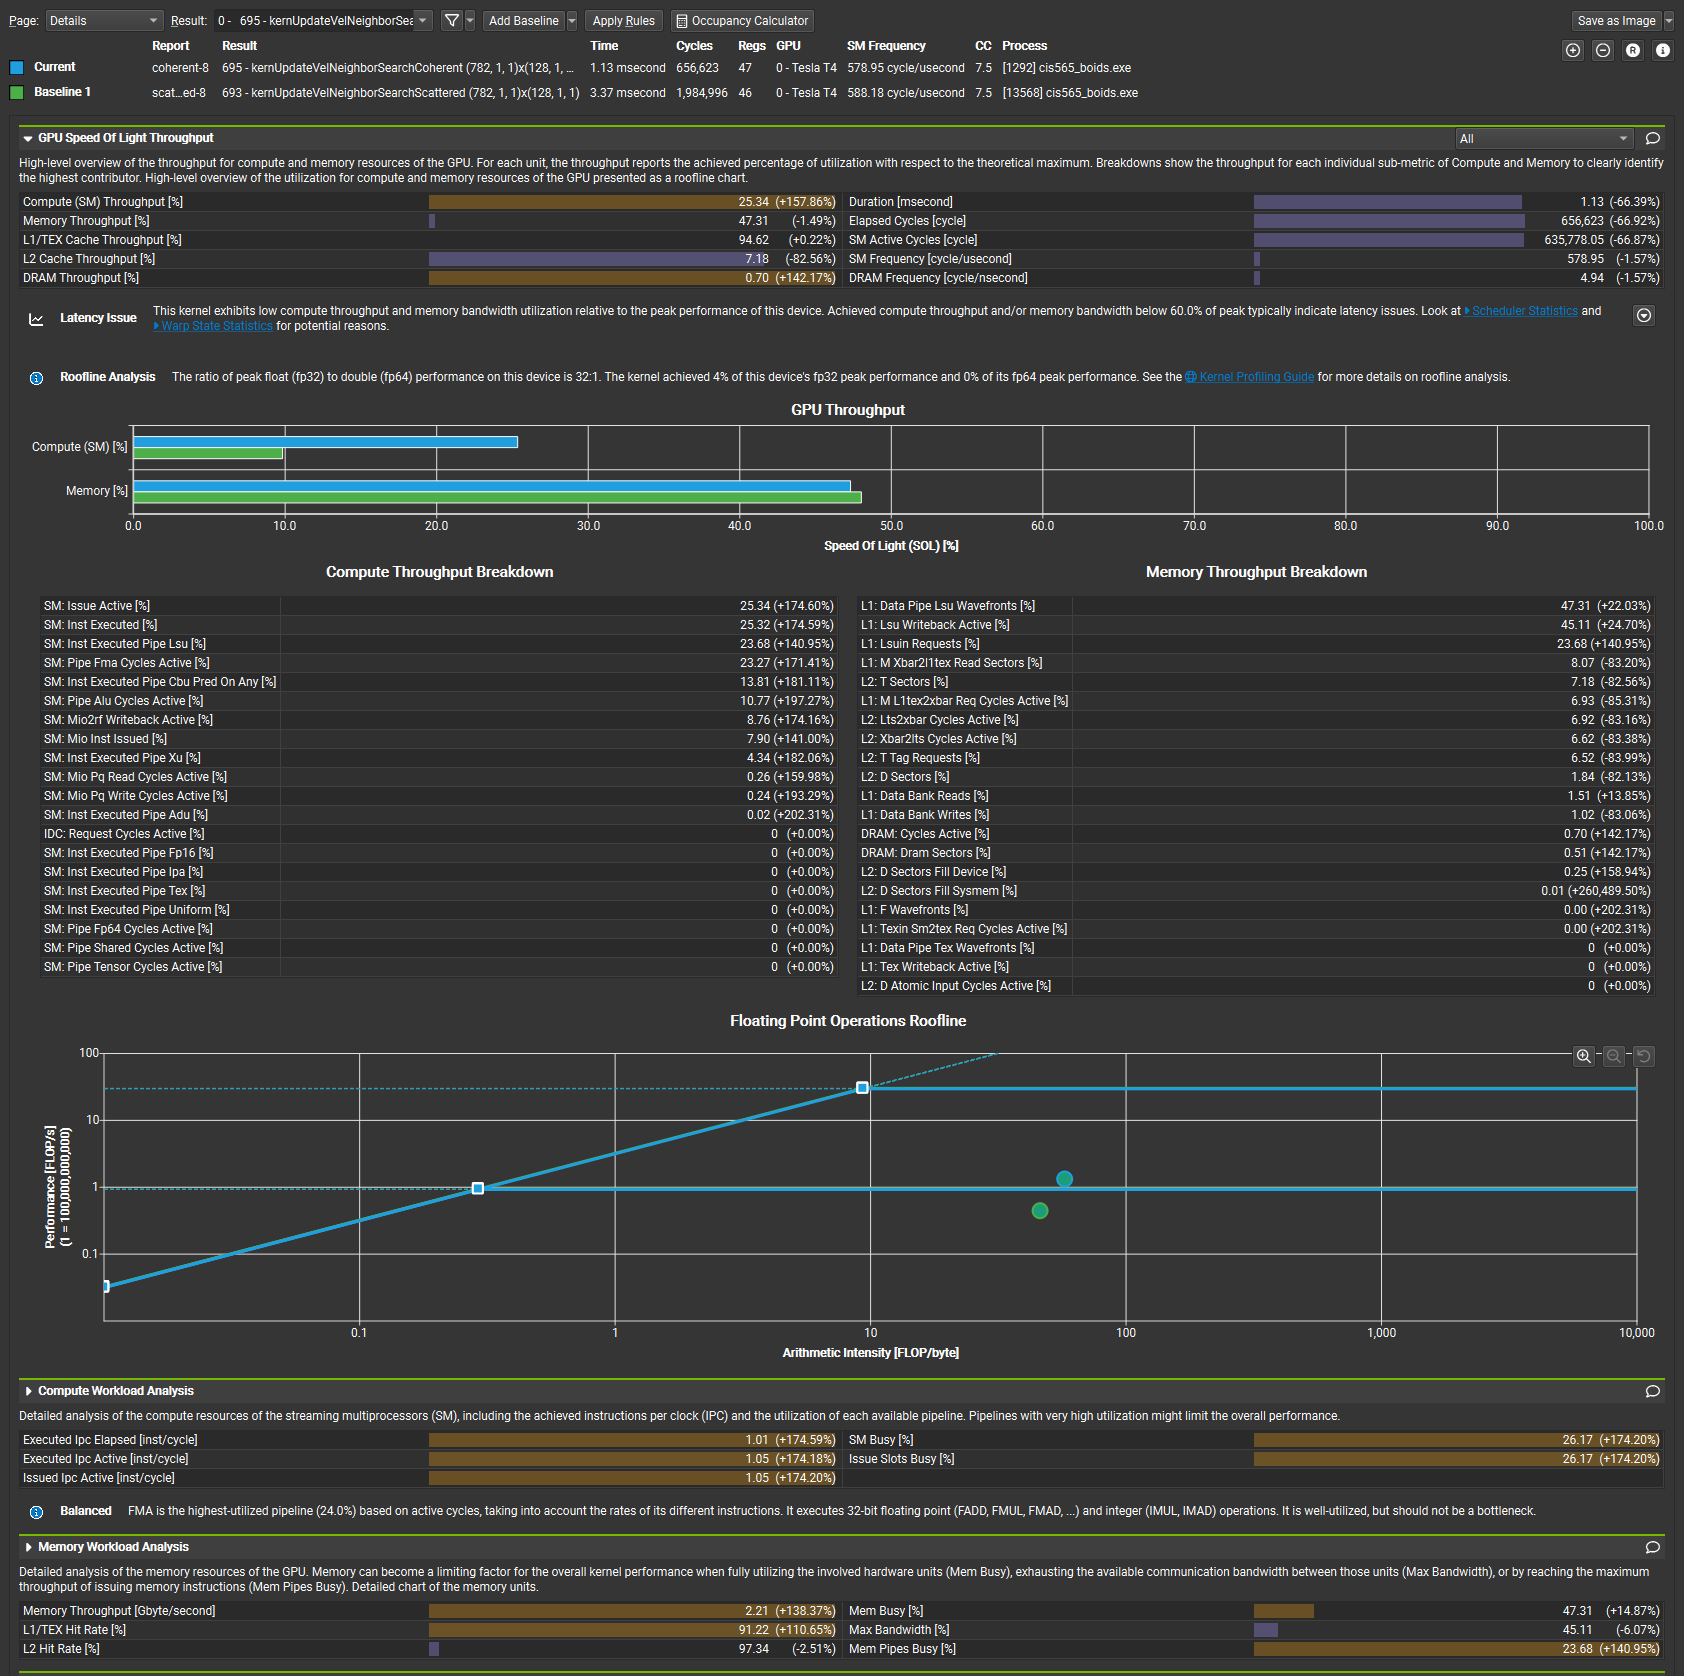 Page: Details Result: 0 - 695 - kernUpdateVelNeighborSea Add Baseline Apply Rules Occupancy Calculator Save as Image
Report Result Time Cycles Regs GPU SM Frequency CC Process
Current coherent-8 695 - kernUpdateVelNeighborSearchCoherent (782, 1, 1)x(128, 1, ... 1.13 msecond 656,623 47 0 - Tesla T4 578.95 cycle/usecond 7.5 [1292] cis565_boids.exe
Baseline 1 scat...ed-8 693 - kernUpdateVelNeighborSearchScattered (782, 1, 1)x(128, 1, 1) 3.37 msecond 1,984,996 46 0 - Tesla T4 588.18 cycle/usecond 7.5 [13568] cis565_boids.exe
GPU Speed Of Light Throughput All
High-level overview of the throughput for compute and memory resources of the GPU. For each unit, the throughput reports the achieved percentage of utilization with respect to the theoretical maximum. Breakdowns show the throughput for each individual sub-metric of Compute and Memory to clearly identify
the highest contributor. High-level overview of the utilization for compute and memory resources of the GPU presented as a roofline chart.
Compute (SM) Throughput [%] 25.34 (+157.86%) Duration [msecond] 1.13 (-66.39%)
Memory Throughput [%] 47.31 (-1.49%) Elapsed Cycles [cycle] 656,623 (-66.92%)
L1/TEX Cache Throughput [%] 94.62 (+0.22%) SM Active Cycles [cycle] 635,778.05 (-66.87%)
L2 Cache Throughput [%] 7.18 (-82.56%) SM Frequency [cycle/usecond] 578.95 (-1.57%)
DRAM Throughput [%] 0.70 (+142.17%) DRAM Frequency [cycle/nsecond] 4.94 (-1.57%)
Latency Issue This kernel exhibits low compute throughput and memory bandwidth utilization relative to the peak performance of this device. Achieved compute throughput and/or memory bandwidth below 60.0% of peak typically indicate latency issues. Look at Scheduler Statistics and
Warp State Statistics for potential reasons.
Roofline Analysis The ratio of peak float (fp32) to double (fp64) performance on this device is 32:1. The kernel achieved 4% of this device's fp32 peak performance and 0% of its fp64 peak performance. See the Kernel Profiling Guide for more details on roofline analysis.
GPU Throughput
Compute (SM) [%]
Memory [%]
0.0 10.0 20.0 30.0 40.0 50.0 60.0 70.0 80.0 90.0 100.0
Speed Of Light (SOL) [%]
Compute Throughput Breakdown Memory Throughput Breakdown
SM: Issue Active [%] 25.34 (+174.60%) L1: Data Pipe Lsu Wavefronts [%] 47.31 (+22.03%)
SM: Inst Executed [%] 25.32 (+174.59%) L1: Lsu Writeback Active [%] 45.11 (+24.70%)
SM: Inst Executed Pipe Lsu [%] 23.68 (+140.95%) L1: Lsuin Requests [%] 23.68 (+140.95%)
SM: Pipe Fma Cycles Active [%] 23.27 (+171.41%) L1: M Xbar2l1tex Read Sectors [%] 8.07 (-83.20%)
SM: Inst Executed Pipe Cbu Pred On Any [%] 13.81 (+181.11%) L2: T Sectors [%] 7.18 (-82.56%)
SM: Pipe Alu Cycles Active [%] 10.77 (+197.27%) L1: M L1tex2xbar Req Cycles Active [%] 6.93 (-85.31%)
SM: Mio2rf Writeback Active [%] 8.76 (+174.16%) L2: Lts2xbar Cycles Active [%] 6.92 (-83.16%)
SM: Mio Inst Issued [%] 7.90 (+141.00%) L2: Xbar2lts Cycles Active [%] 6.62 (-83.38%)
SM: Inst Executed Pipe Xu [%] 4.34 (+182.06%) L2: T Tag Requests [%] 6.52 (-83.99%)
SM: Mio Pq Read Cycles Active [%] 0.26 (+159.98%) L2: D Sectors [%] 1.84 (-82.13%)
SM: Mio Pq Write Cycles Active [%] 0.24 (+193.29%) L1: Data Bank Reads [%] 1.51 (+13.85%)
SM: Inst Executed Pipe Adu [%] 0.02 (+202.31%) L1: Data Bank Writes [%] 1.02 (-83.06%)
IDC: Request Cycles Active [%] 0 (+0.00%) DRAM: Cycles Active [%] 0.70 (+142.17%)
SM: Inst Executed Pipe Fp16 [%] 0 (+0.00%) DRAM: Dram Sectors [%] 0.51 (+142.17%)
SM: Inst Executed Pipe Ipa [%] 0 (+0.00%) L2: D Sectors Fill Device [%] 0.25 (+158.94%)
SM: Inst Executed Pipe Tex [%] 0 (+0.00%) L2: D Sectors Fill Sysmem [%] 0.01 (+260,489.50%)
SM: Inst Executed Pipe Uniform [%] 0 (+0.00%) L1: F Wavefronts [%] 0.00 (+202.31%)
SM: Pipe Fp64 Cycles Active [%] 0 (+0.00%) L1: Texin Sm2tex Req Cycles Active [%] 0.00 (+202.31%)
SM: Pipe Shared Cycles Active [%] 0 (+0.00%) L1: Data Pipe Tex Wavefronts [%] 0 (+0.00%)
SM: Pipe Tensor Cycles Active [%] 0 (+0.00%) L1: Tex Writeback Active [%] 0 (+0.00%)
L2: D Atomic Input Cycles Active [%] 0 (+0.00%)
Floating Point Operations Roofline
100
10
1
0.1
Performance [FLOP/s]
(1 = 100,000,000,000)
0.1 1 10 100 1,000 10,000
Arithmetic Intensity [FLOP/byte]
Compute Workload Analysis
Detailed analysis of the compute resources of the streaming multiprocessors (SM), including the achieved instructions per clock (IPC) and the utilization of each available pipeline. Pipelines with very high utilization might limit the overall performance.
Executed Ipc Elapsed [inst/cycle] 1.01 (+174.59%) SM Busy [%] 26.17 (+174.20%)
Executed Ipc Active [inst/cycle] 1.05 (+174.18%) Issue Slots Busy [%] 26.17 (+174.20%)
Issued Ipc Active [inst/cycle] 1.05 (+174.20%)
Balanced FMA is the highest-utilized pipeline (24.0%) based on active cycles, taking into account the rates of its different instructions. It executes 32-bit floating point (FADD, FMUL, FMAD, ...) and integer (IMUL, IMAD) operations. It is well-utilized, but should not be a bottleneck.
Memory Workload Analysis
Detailed analysis of the memory resources of the GPU. Memory can become a limiting factor for the overall kernel performance when fully utilizing the involved hardware units (Mem Busy), exhausting the available communication bandwidth between those units (Max Bandwidth), or by reaching the maximum
throughput of issuing memory instructions (Mem Pipes Busy). Detailed chart of the memory units.
Memory Throughput [Gbyte/second] 2.21 (+138.37%) Mem Busy [%] 47.31 (+14.87%)
L1/TEX Hit Rate [%] 91.22 (+110.65%) Max Bandwidth [%] 45.11 (-6.07%)
L2 Hit Rate [%] 97.34 (-2.51%) Mem Pipes Busy [%] 23.68 (+140.95%)